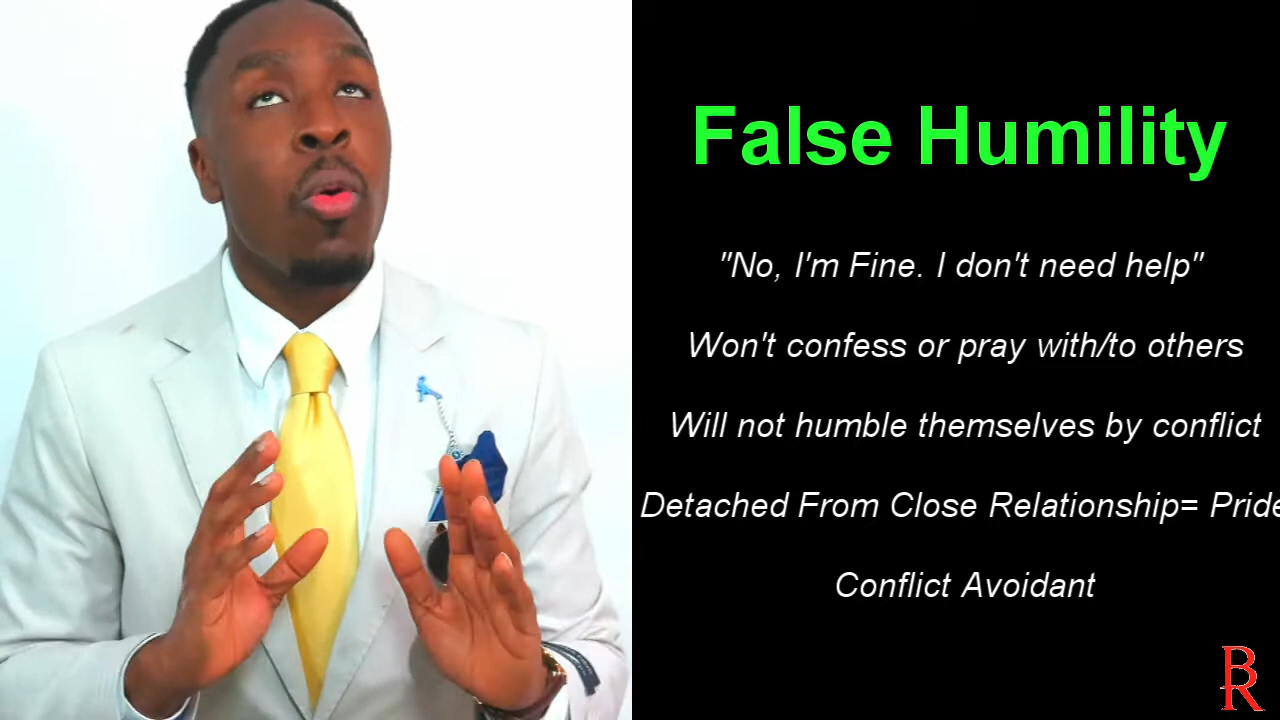 False Humility
"No, I'm Fine. I don't need help"
Won't confess or pray with/to others
Will not humble themselves by conflict
Detached From Close Relationship= Pride
Conflict Avoidant
BR